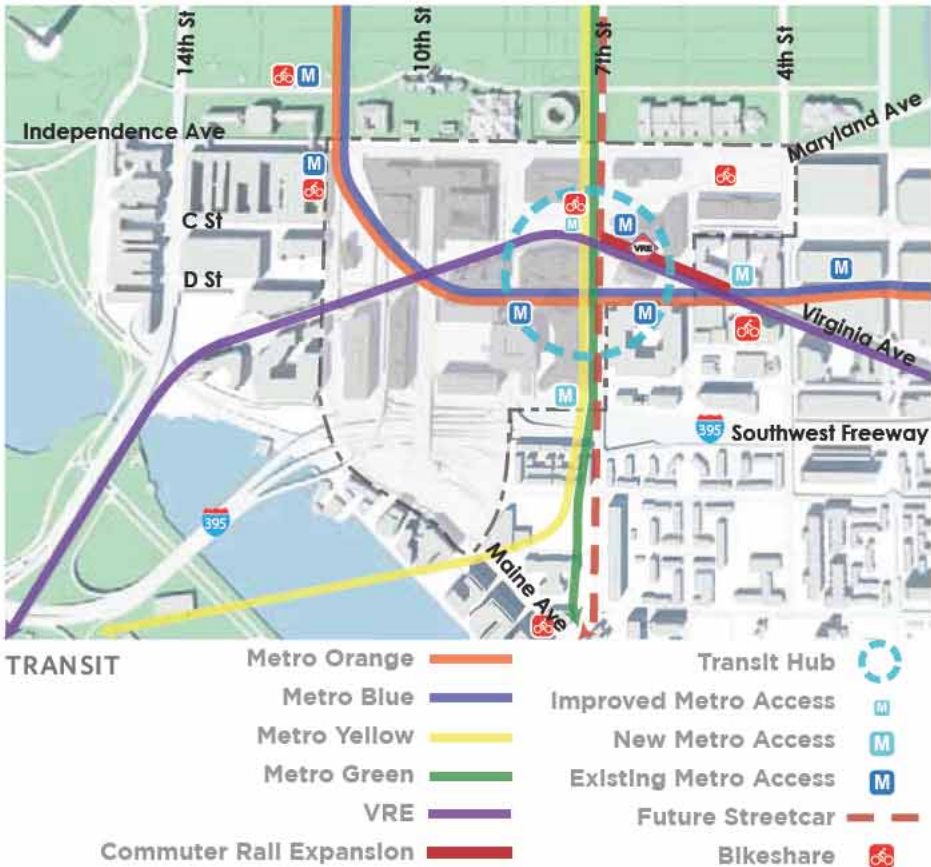 14th St
10th St
7th St
4th St
M
Independence Ave
Maryland Ave
M
C St
M
M
VRE
D St
M
M
M
M
Virginia Ave
M
395
Southwest Freeway
395
Maine Ave
TRANSIT
Metro Orange
Metro Blue
Metro Yellow
Metro Green
VRE
Commuter Rail Expansion
Transit Hub
Improved Metro Access M
New Metro Access M
Existing Metro Access M
Future Streetcar
Bikeshare